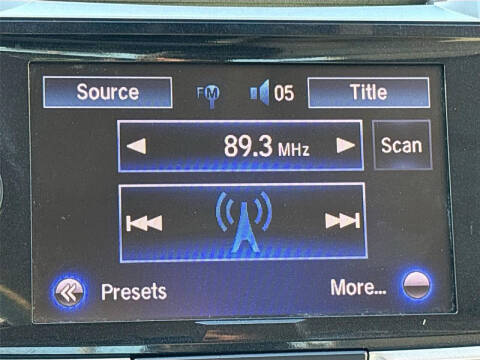 Source FM 05 Title
89.3 MHz Scan
Presets More...